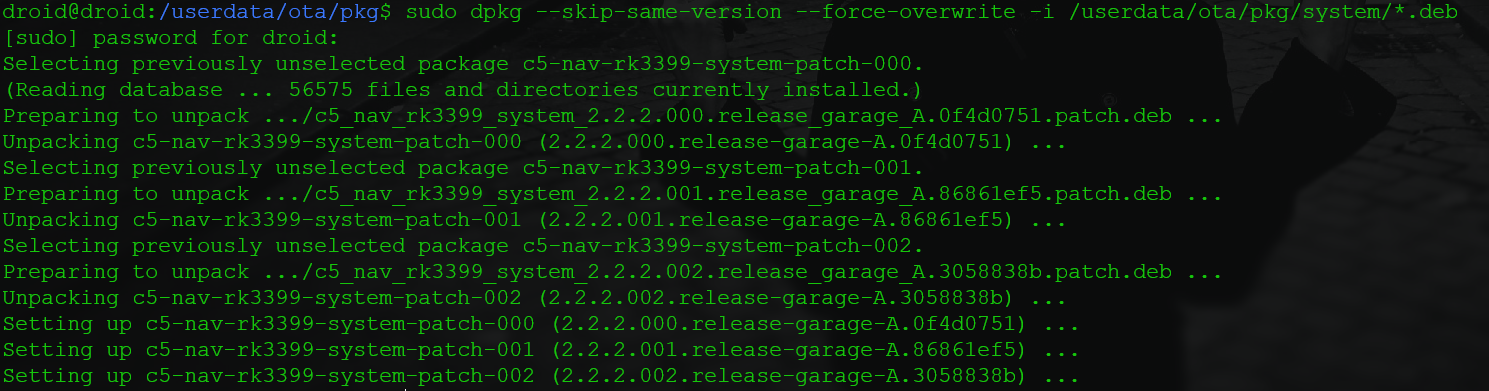 droid@droid:/userdata/ota/pkg$ sudo dpkg --skip-same-version --force-overwrite -i /userdata/ota/pkg/system/*.deb
[sudo] password for droid:
Selecting previously unselected package c5-nav-rk3399-system-patch-000.
(Reading database ... 56575 files and directories currently installed.)
Preparing to unpack .../c5_nav_rk3399_system_2.2.2.000.release_garage_A.0f4d0751.patch.deb ...
Unpacking c5-nav-rk3399-system-patch-000 (2.2.2.000.release-garage-A.0f4d0751) ...
Selecting previously unselected package c5-nav-rk3399-system-patch-001.
Preparing to unpack .../c5_nav_rk3399_system_2.2.2.001.release_garage_A.86861ef5.patch.deb ...
Unpacking c5-nav-rk3399-system-patch-001 (2.2.2.001.release-garage-A.86861ef5) ...
Selecting previously unselected package c5-nav-rk3399-system-patch-002.
Preparing to unpack .../c5_nav_rk3399_system_2.2.2.002.release_garage_A.3058838b.patch.deb ...
Unpacking c5-nav-rk3399-system-patch-002 (2.2.2.002.release-garage-A.3058838b) ...
Setting up c5-nav-rk3399-system-patch-000 (2.2.2.000.release-garage-A.0f4d0751) ...
Setting up c5-nav-rk3399-system-patch-001 (2.2.2.001.release-garage-A.86861ef5) ...
Setting up c5-nav-rk3399-system-patch-002 (2.2.2.002.release-garage-A.3058838b) ...